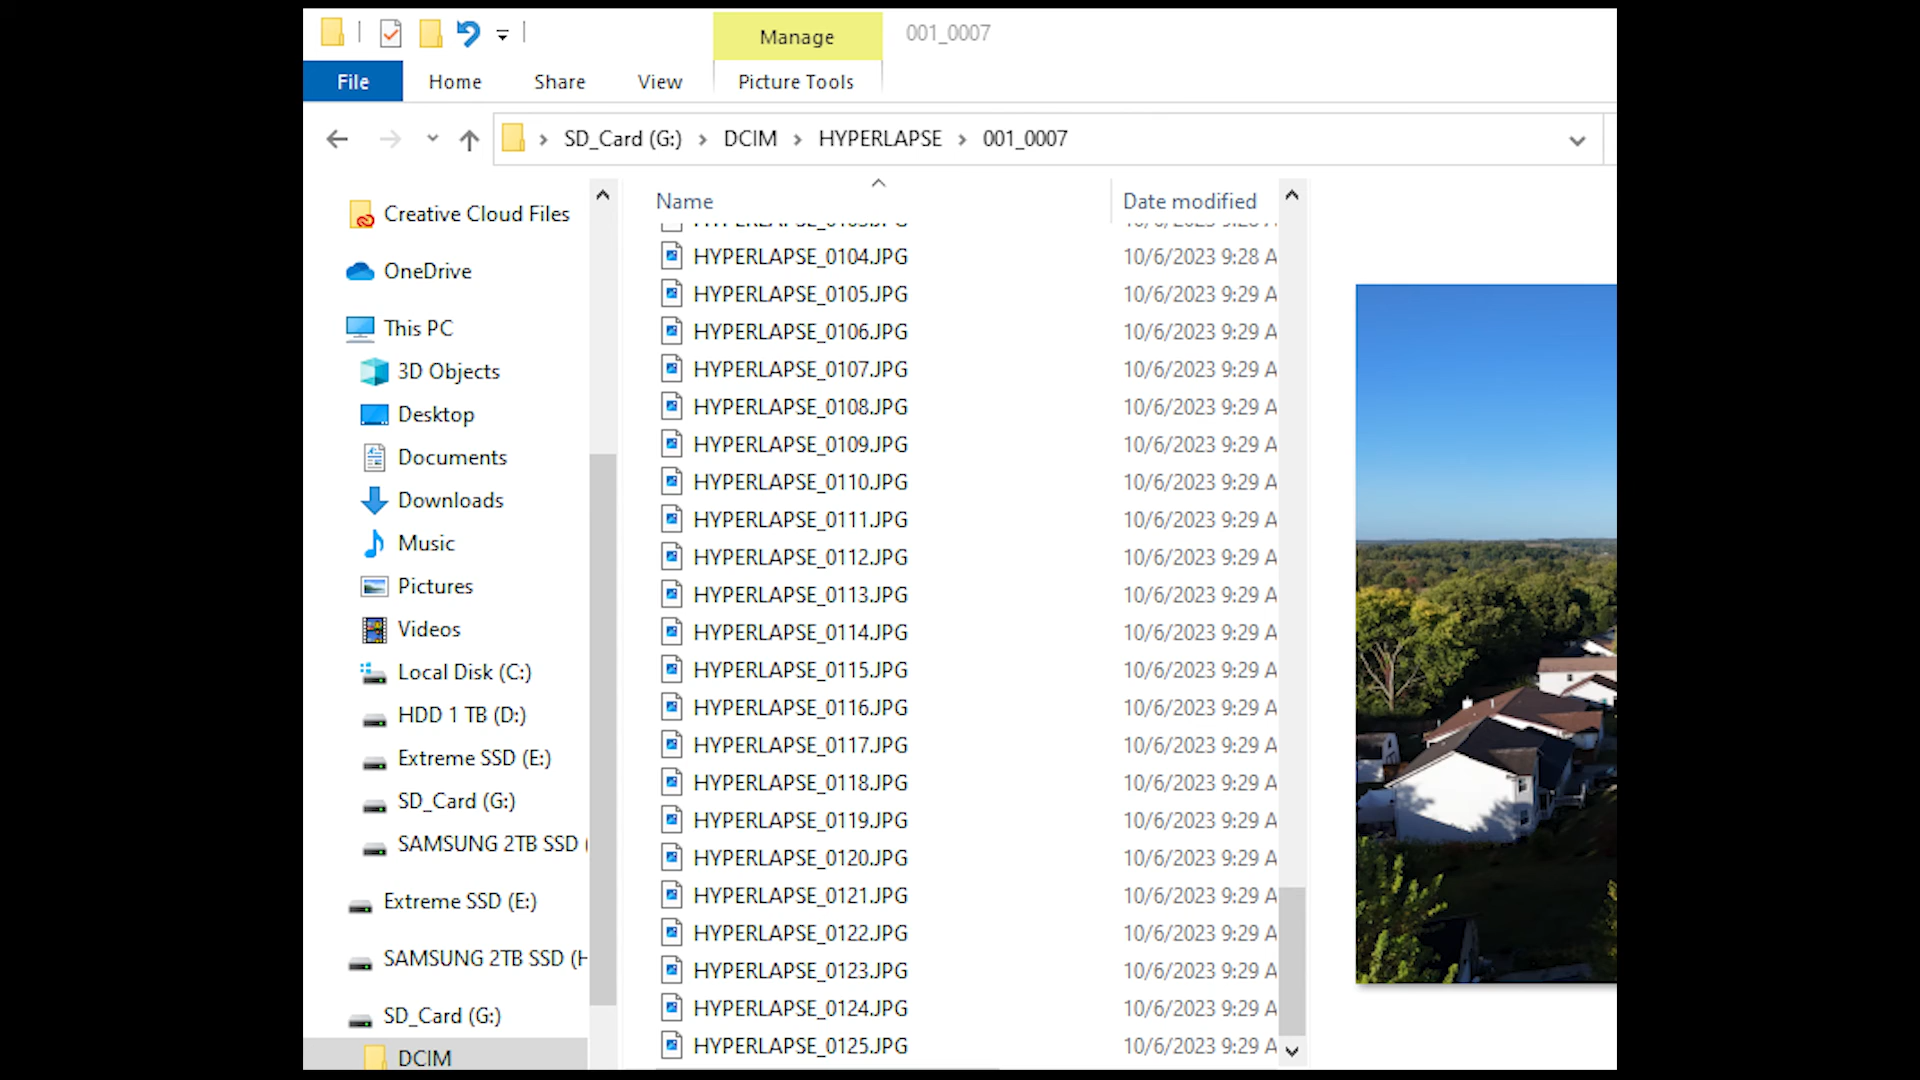 Manage
001_0007
File
Home
Share
View
Picture Tools
SD_Card (G:)
DCIM
HYPERLAPSE
001_0007
Creative Cloud Files
OneDrive
This PC
3D Objects
Desktop
Documents
Downloads
Music
Pictures
Videos
Local Disk (C:)
HDD 1 TB (D:)
Extreme SSD (E:)
SD_Card (G:)
SAMSUNG 2TB SSD (
Extreme SSD (E:)
SAMSUNG 2TB SSD (H
SD_Card (G:)
DCIM
Name
Date modified
HYPERLAPSE_0104.JPG 10/6/2023 9:28 A
HYPERLAPSE_0105.JPG 10/6/2023 9:29 A
HYPERLAPSE_0106.JPG 10/6/2023 9:29 A
HYPERLAPSE_0107.JPG 10/6/2023 9:29 A
HYPERLAPSE_0108.JPG 10/6/2023 9:29 A
HYPERLAPSE_0109.JPG 10/6/2023 9:29 A
HYPERLAPSE_0110.JPG 10/6/2023 9:29 A
HYPERLAPSE_0111.JPG 10/6/2023 9:29 A
HYPERLAPSE_0112.JPG 10/6/2023 9:29 A
HYPERLAPSE_0113.JPG 10/6/2023 9:29 A
HYPERLAPSE_0114.JPG 10/6/2023 9:29 A
HYPERLAPSE_0115.JPG 10/6/2023 9:29 A
HYPERLAPSE_0116.JPG 10/6/2023 9:29 A
HYPERLAPSE_0117.JPG 10/6/2023 9:29 A
HYPERLAPSE_0118.JPG 10/6/2023 9:29 A
HYPERLAPSE_0119.JPG 10/6/2023 9:29 A
HYPERLAPSE_0120.JPG 10/6/2023 9:29 A
HYPERLAPSE_0121.JPG 10/6/2023 9:29 A
HYPERLAPSE_0122.JPG 10/6/2023 9:29 A
HYPERLAPSE_0123.JPG 10/6/2023 9:29 A
HYPERLAPSE_0124.JPG 10/6/2023 9:29 A
HYPERLAPSE_0125.JPG 10/6/2023 9:29 A